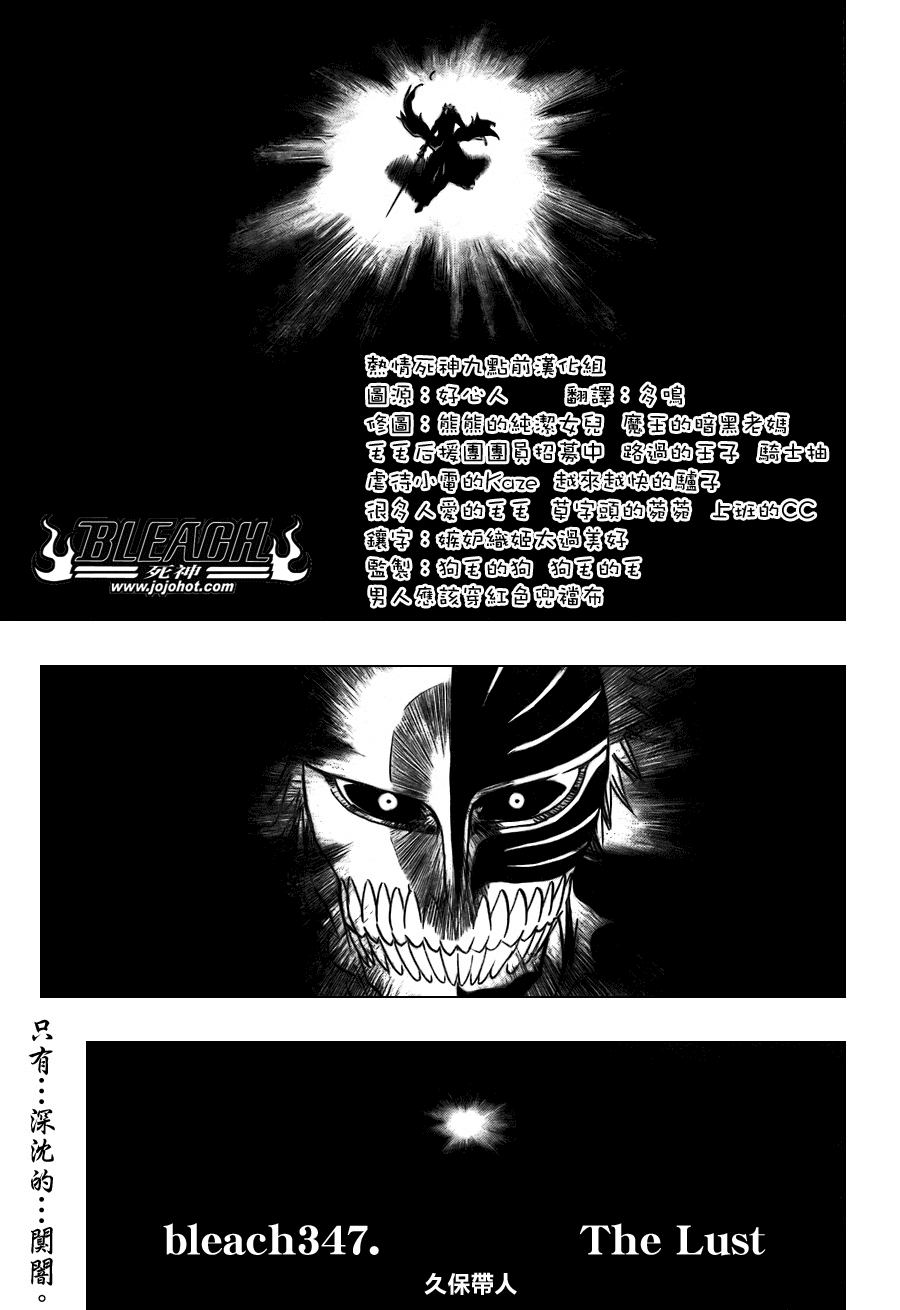 熱情死神九點前漢化組
圖源：好心人 翻譯：多鳴
修圖：熊熊的純潔女兒 魔王的暗黑老媽
毛毛后援團團員招募中 路過的王子 騎士抽
虐待小電的Kaze 越來越快的驢子
很多人愛的毛毛 草字頭的菀菀 上班的CC
鑲字：嫉妒織姬太過美好
監製：狗毛的狗 狗毛的毛
男人應該穿紅色兜襠布
BLEACH
死神
www.jojohot.com
只有…深沈的…闃闇。
bleach347. The Lust
久保帶人